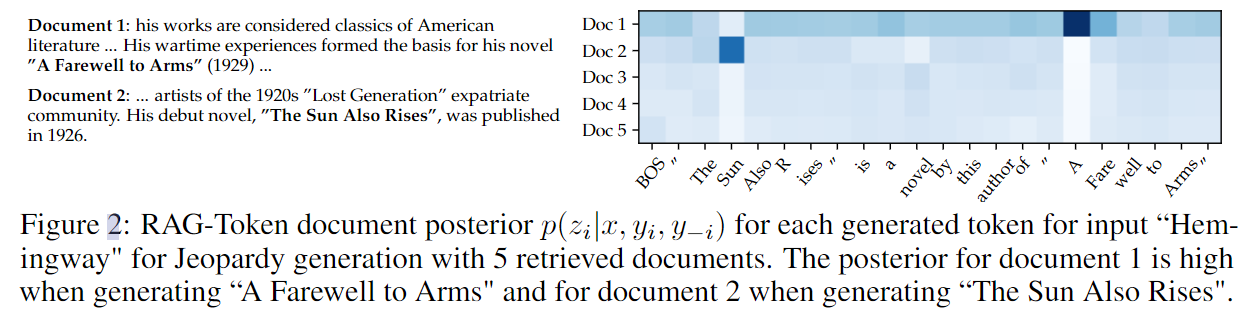 Document 1: his works are considered classics of American
literature ... His wartime experiences formed the basis for his novel
”A Farewell to Arms” (1929) ...
Document 2: ... artists of the 1920s ”Lost Generation” expatriate
community. His debut novel, ”The Sun Also Rises”, was published
in 1926.
Doc 1
Doc 2
Doc 3
Doc 4
Doc 5
BOS ” The Sun Also R ises ” is a novel by this author of ” A Fare well to Arms ”
Figure 2: RAG-Token document posterior p(z_i|x, y_i, y_{-i}) for each generated token for input “Hem-
ingway" for Jeopardy generation with 5 retrieved documents. The posterior for document 1 is high
when generating “A Farewell to Arms" and for document 2 when generating “The Sun Also Rises".